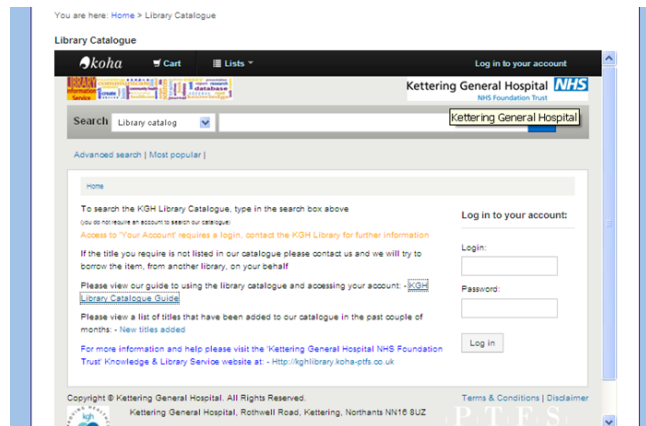 You are here: Home > Library Catalogue
Library Catalogue
koha Cart Lists Log in to your account
LIBRARY
Information
Service
database
Kettering General Hospital NHS
NHS Foundation Trust
Search Library catalog
Kettering General Hospital
Advanced search | Most popular |
Home
To search the KGH Library Catalogue, type in the search box above
(you do not require an account to search our catalogue)
Access to 'Your Account' requires a login, contact the KGH Library for further information
If the title you require is not listed in our catalogue please contact us and we will try to
borrow the item, from another library, on your behalf
Please view our guide to using the library catalogue and accessing your account: - KGH
Library Catalogue Guide
Please view a list of titles that have been added to our catalogue in the past couple of
months: - New titles added
For more information and help please visit the 'Kettering General Hospital NHS Foundation
Trust' Knowledge & Library Service website at: - Http://kghlibrary.koha-ptfs.co.uk
Log in to your account:
Login:
Password:
Log in
Copyright © Kettering General Hospital. All Rights Reserved.
Terms & Conditions | Disclaimer
kgh
Kettering General Hospital, Rothwell Road, Kettering, Northants NN16 8UZ
P T F S